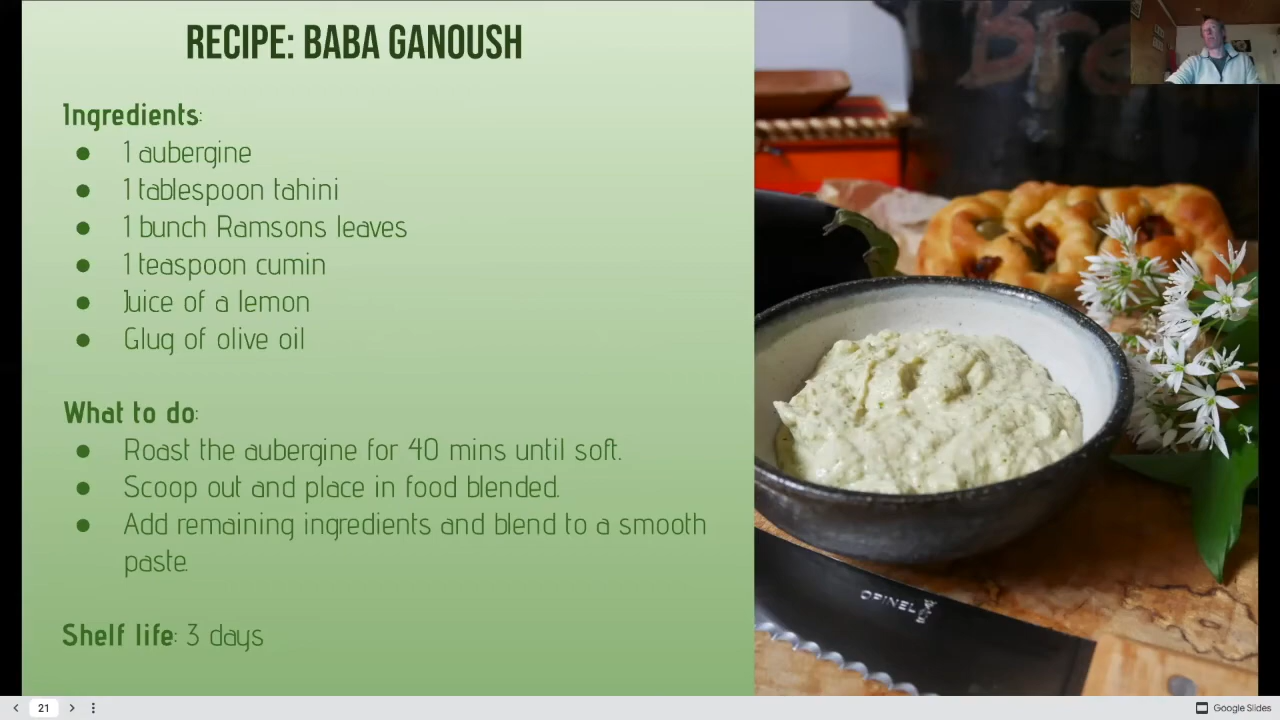 RECIPE: BABA GANOUSH
Ingredients:
● 1 aubergine
● 1 tablespoon tahini
● 1 bunch Ramsons leaves
● 1 teaspoon cumin
● Juice of a lemon
● Glug of olive oil
What to do:
● Roast the aubergine for 40 mins until soft.
● Scoop out and place in food blended.
● Add remaining ingredients and blend to a smooth
paste.
Shelf life: 3 days
Bre
OPINEL
21
Google Slides